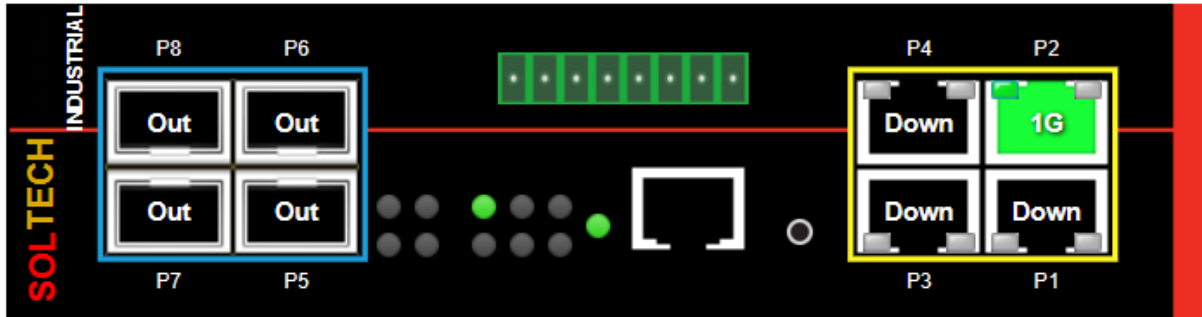 INDUSTRIAL
SOLTECH
P8 P6
Out Out
Out Out
P7 P5
P4 P2
Down 1G
Down Down
P3 P1